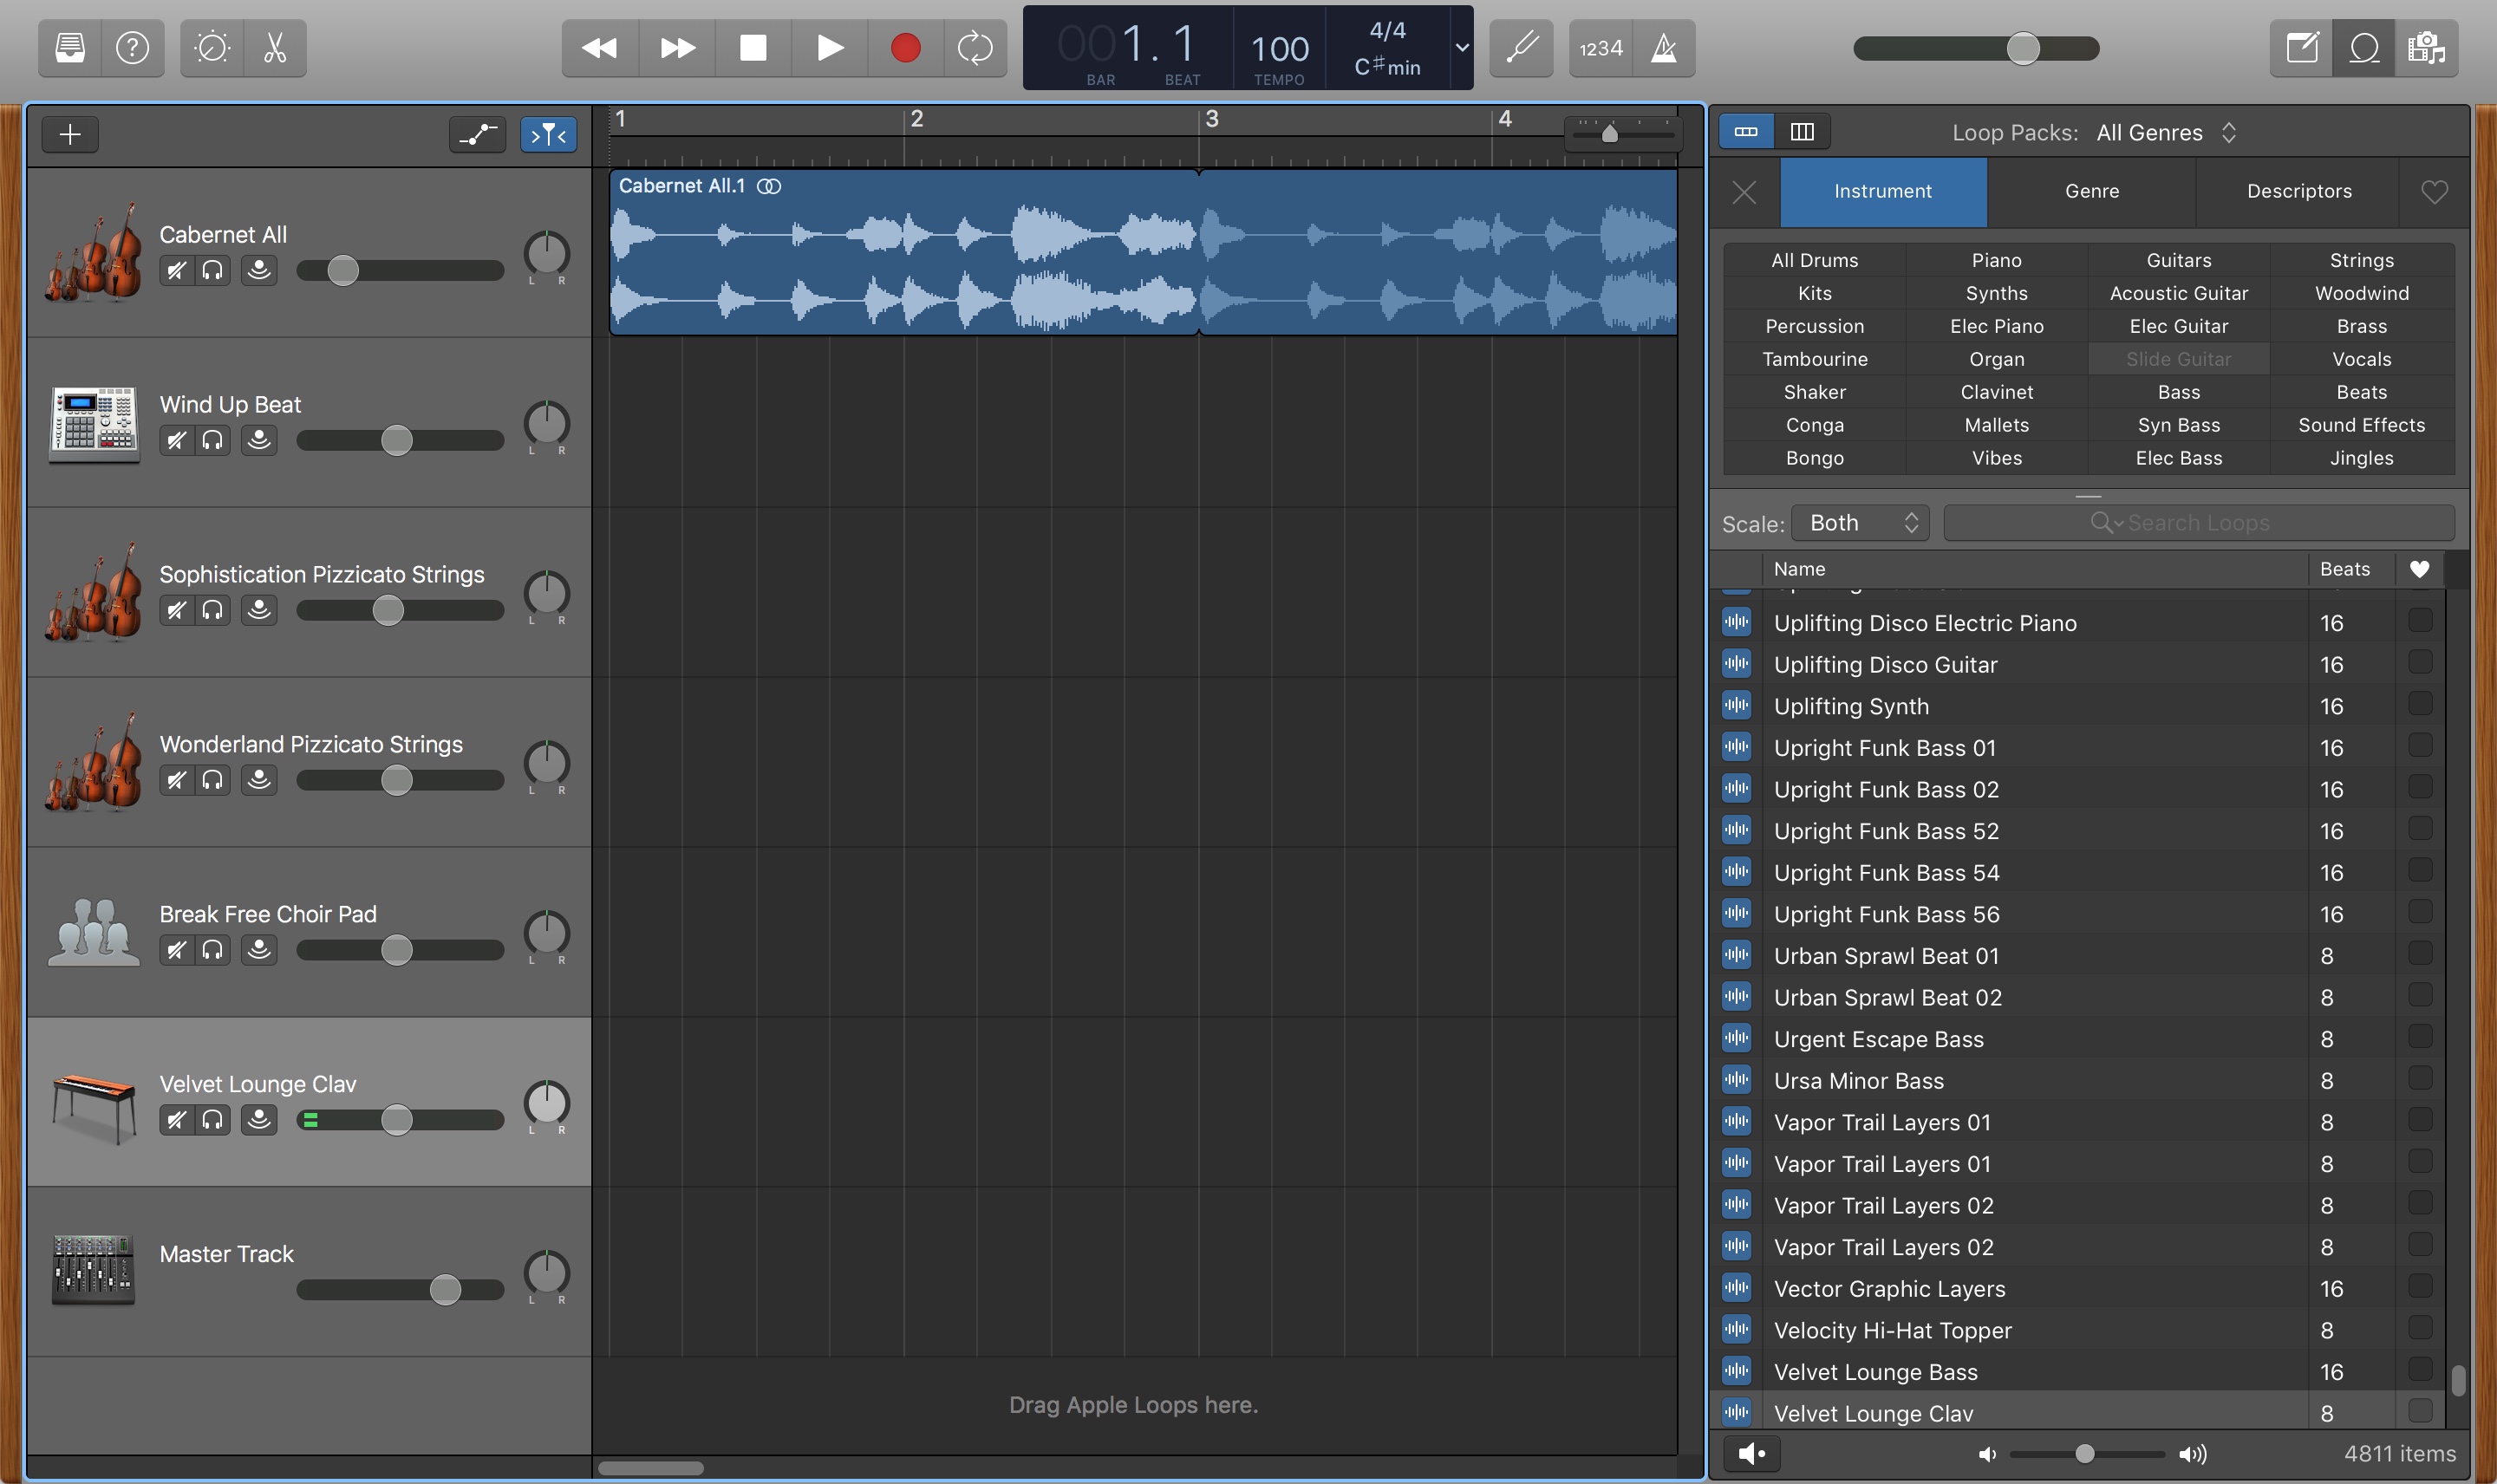 ?
001. 1
BAR BEAT
100
TEMPO
4/4
C♯min
1234
1 2 3 4
Cabernet All.1
Cabernet All
L R
Wind Up Beat
L R
Sophistication Pizzicato Strings
L R
Wonderland Pizzicato Strings
L R
Break Free Choir Pad
L R
Velvet Lounge Clav
L R
Master Track
L R
Drag Apple Loops here.
Loop Packs: All Genres
Instrument Genre Descriptors
All Drums Piano Guitars Strings
Kits Synths Acoustic Guitar Woodwind
Percussion Elec Piano Elec Guitar Brass
Tambourine Organ Slide Guitar Vocals
Shaker Clavinet Bass Beats
Conga Mallets Syn Bass Sound Effects
Bongo Vibes Elec Bass Jingles
Scale: Both Search Loops
Name Beats
Uplifting Disco Electric Piano 16
Uplifting Disco Guitar 16
Uplifting Synth 16
Upright Funk Bass 01 16
Upright Funk Bass 02 16
Upright Funk Bass 52 16
Upright Funk Bass 54 16
Upright Funk Bass 56 16
Urban Sprawl Beat 01 8
Urban Sprawl Beat 02 8
Urgent Escape Bass 8
Ursa Minor Bass 8
Vapor Trail Layers 01 8
Vapor Trail Layers 01 8
Vapor Trail Layers 02 8
Vapor Trail Layers 02 8
Vector Graphic Layers 16
Velocity Hi-Hat Topper 8
Velvet Lounge Bass 16
Velvet Lounge Clav 8
4811 items